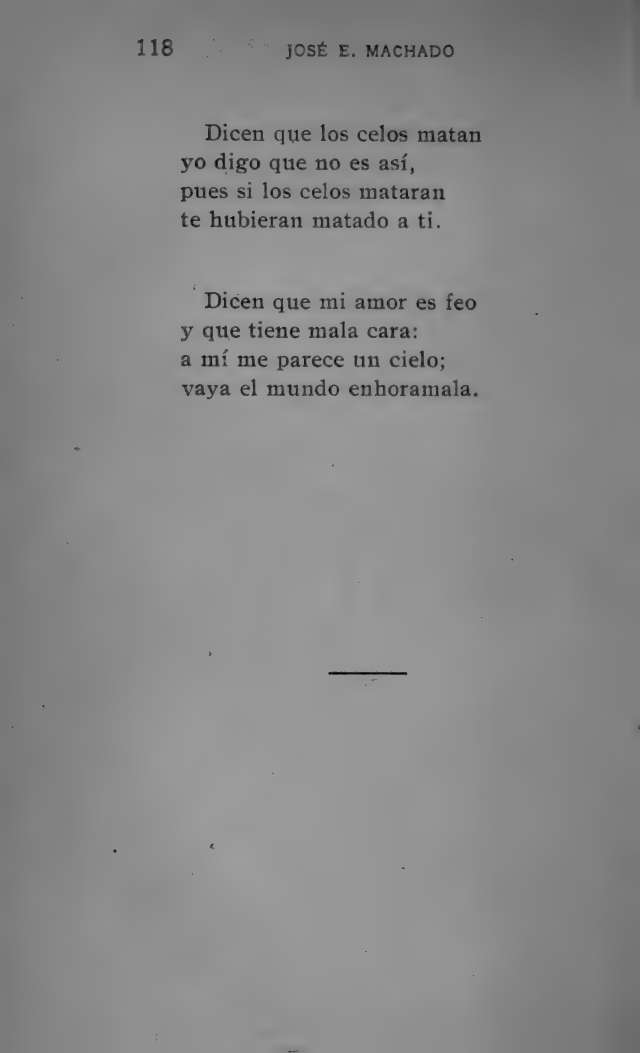 118 JOSÉ E. MACHADO
Dicen que los celos matan
yo digo que no es así,
pues si los celos mataran
te hubieran matado a ti.
Dicen que mi amor es feo
y que tiene mala cara:
a mí me parece un cielo;
vaya el mundo enhoramala.